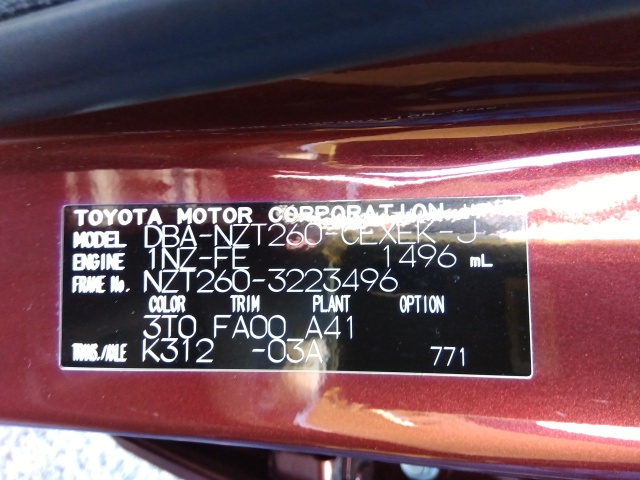 TOYOTA MOTOR CORPORATION
MODEL DBA-NZT260-CEXEK-J
ENGINE 1NZ-FE 1496 mL
FRAME No. NZT260-3223496
COLOR TRIM PLANT OPTION
3T0 FA00 A41
TRANS./AXLE K312 -03A 771